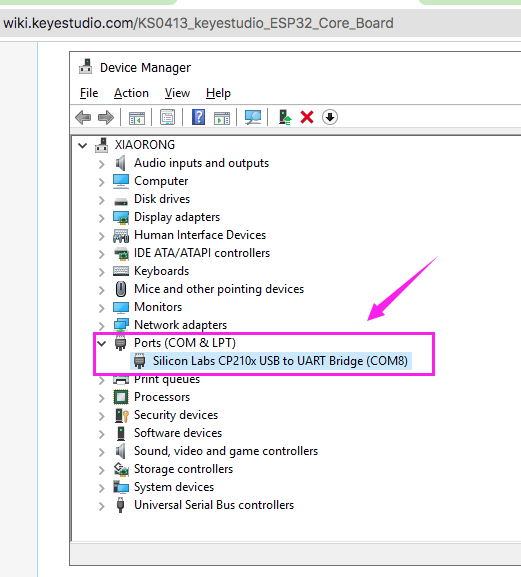 wiki.keyestudio.com/KS0413_keyestudio_ESP32_Core_Board
Device Manager
File Action View Help
XIAORONG
Audio inputs and outputs
Computer
Disk drives
Display adapters
Human Interface Devices
IDE ATA/ATAPI controllers
Keyboards
Mice and other pointing devices
Monitors
Network adapters
Ports (COM & LPT)
Silicon Labs CP210x USB to UART Bridge (COM8)
Print queues
Processors
Security devices
Software devices
Sound, video and game controllers
Storage controllers
System devices
Universal Serial Bus controllers